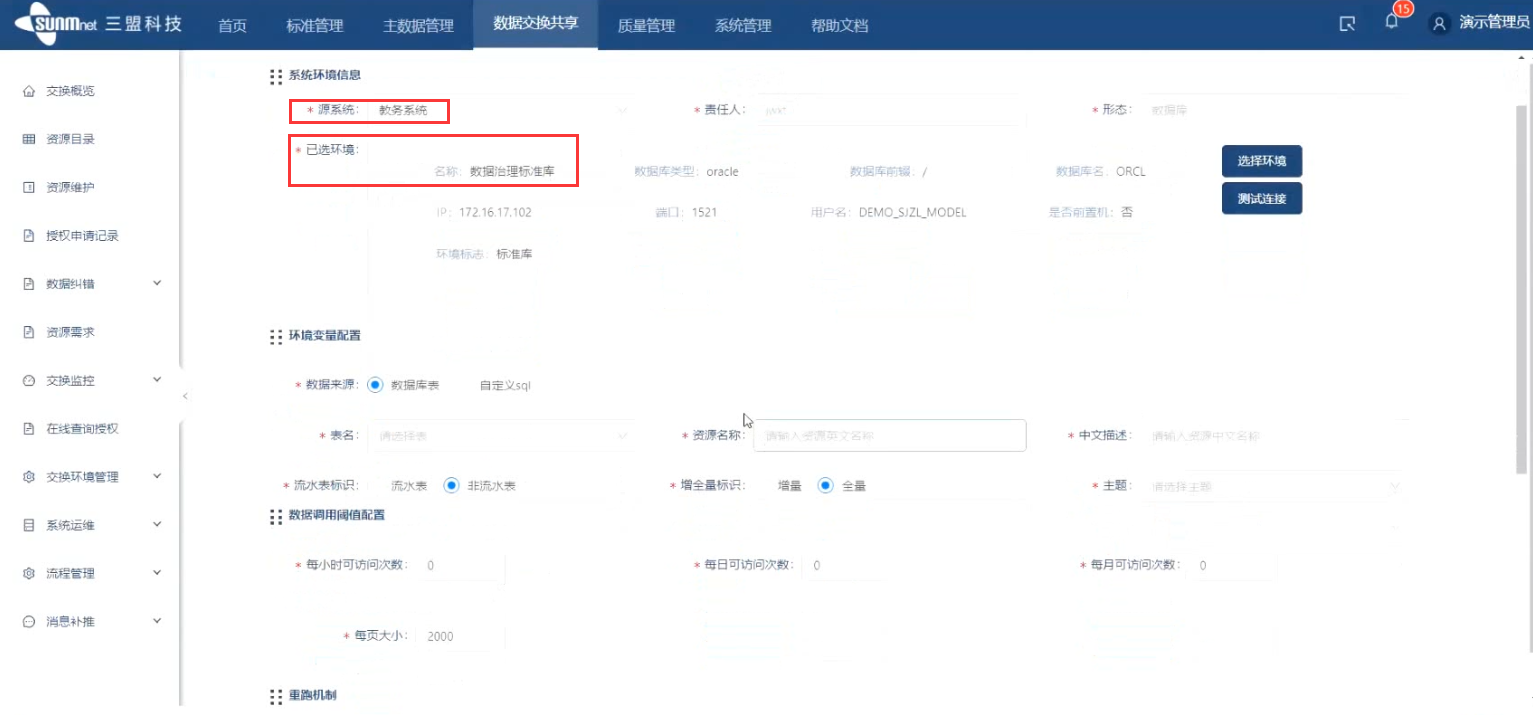 sunmnet 三盟科技 首页 标准管理 主数据管理 数据交换共享 质量管理 系统管理 帮助文档 15 演示管理员
交换概览
资源目录
资源维护
授权申请记录
数据纠错
资源需求
交换监控
在线查询授权
交换环境管理
系统运维
流程管理
消息补推
系统环境信息
* 源系统: 教务系统 * 责任人: * 形态: 数据库
* 已选环境:
名称: 数据治理标准库 数据库类型: oracle 数据库前缀: / 数据库名: ORCL
选择环境
测试连接
IP: 172.16.17.102 端口: 1521 用户名: DEMO_SJZL_MODEL 是否前置机: 否
环境标志: 标准库
环境变量配置
* 数据来源: 数据库表 自定义sql
* 表名: 请选择表 * 资源名称: 请输入资源英文名称 * 中文描述: 请输入资源中文名称
* 流水表标识: 流水表 非流水表 * 增全量标识: 增量 全量 * 主题: 请选择主题
数据调用阈值配置
* 每小时可访问次数: 0 * 每日可访问次数: 0 * 每月可访问次数: 0
* 每页大小: 2000
重跑机制